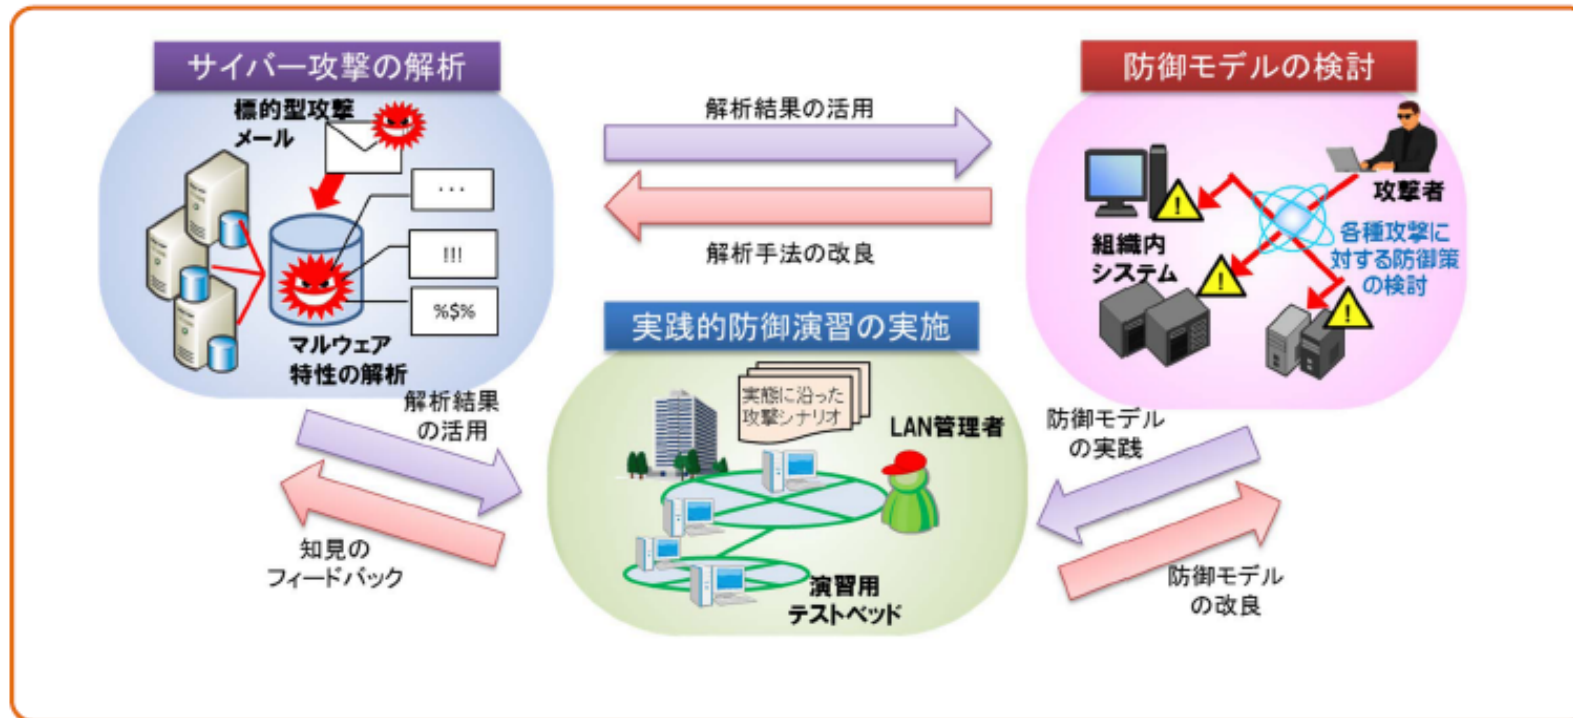 サイバー攻撃の解析
標的型攻撃
メール
・・・
!!!
%$%
マルウェア
特性の解析
解析結果の活用
解析手法の改良
防御モデルの検討
攻撃者
組織内
システム
各種攻撃に
対する防御策
の検討
実践的防御演習の実施
実態に沿った
攻撃シナリオ
LAN管理者
演習用
テストベッド
解析結果
の活用
知見の
フィードバック
防御モデル
の実践
防御モデル
の改良